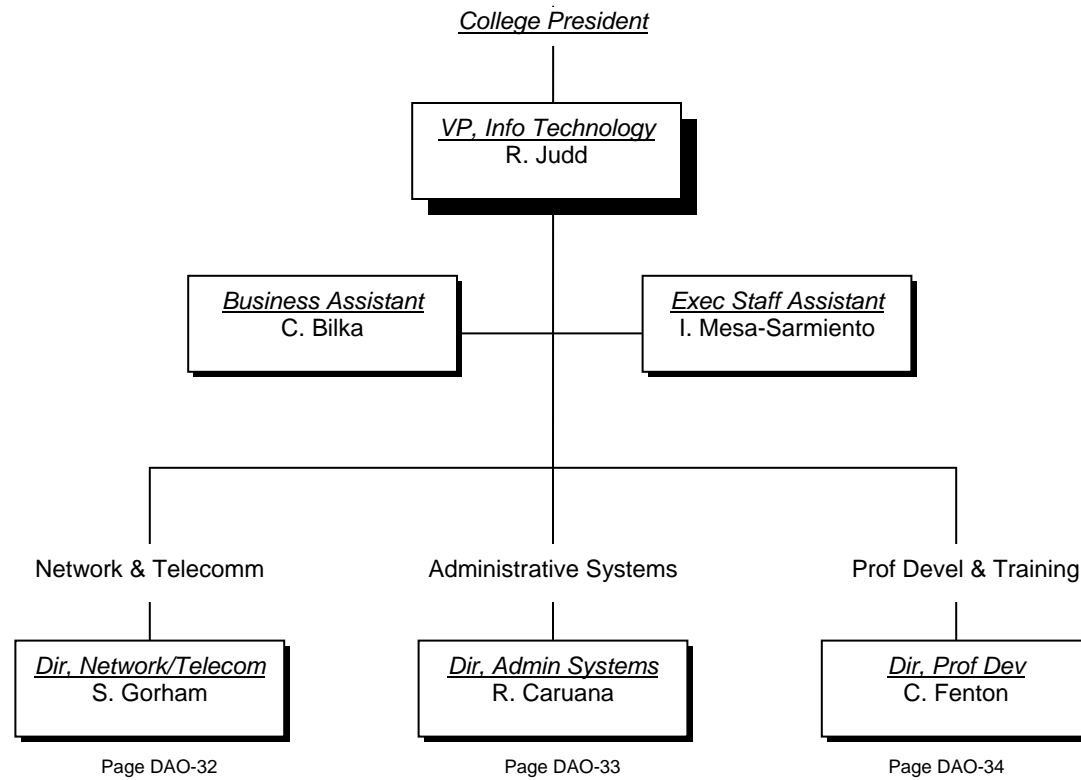 College President
VP, Info Technology
R. Judd
Business Assistant
C. Bilka
Exec Staff Assistant
I. Mesa-Sarmiento
Network & Telecomm
Administrative Systems
Prof Devel & Training
Dir, Network/Telecom
S. Gorham
Dir, Admin Systems
R. Caruana
Dir, Prof Dev
C. Fenton
Page DAO-32
Page DAO-33
Page DAO-34